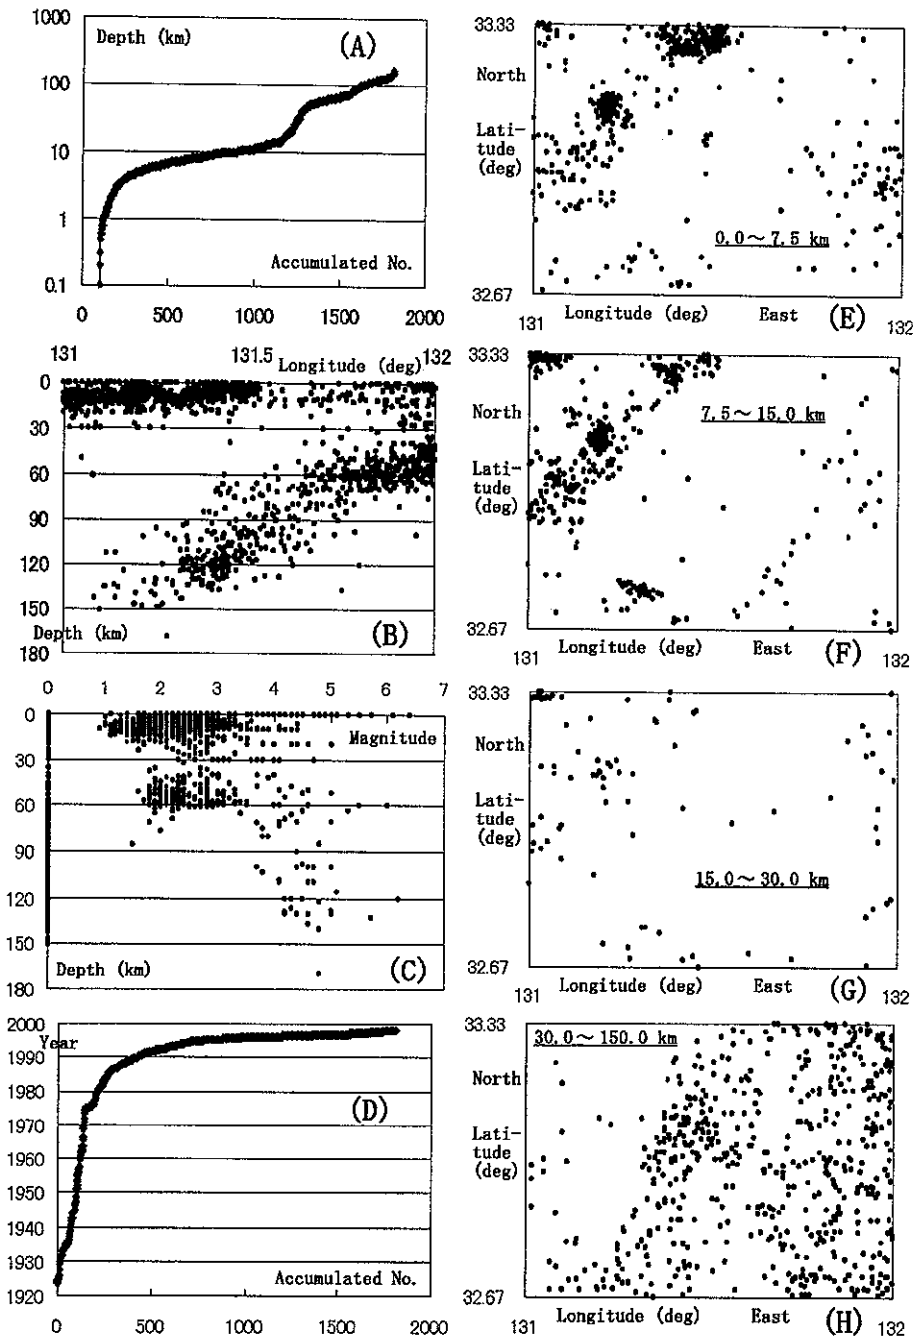 1000
100
10
1
0.1
Depth (km)
(A)
Accumulated No.
0 500 1000 1500 2000
33.33
North
Lati-
tude
(deg)
32.67
0.0～7.5 km
131 Longitude (deg) East (E) 132
131 131.5 132
Longitude (deg)
0
30
60
90
120
150
180
Depth (km)
(B)
33.33
North
Lati-
tude
(deg)
32.67
7.5～15.0 km
131 Longitude (deg) East (F) 132
0 1 2 3 4 5 6 7
Magnitude
0
30
60
90
120
150
180
Depth (km)
(C)
33.33
North
Lati-
tude
(deg)
32.67
15.0～30.0 km
131 Longitude (deg) East (G) 132
2000
Year
1990
1980
1970
1960
1950
1940
1930
1920
(D)
Accumulated No.
0 500 1000 1500 2000
33.33
30.0～150.0 km
North
Lati-
tude
(deg)
32.67
131 Longitude (deg) East (H) 132